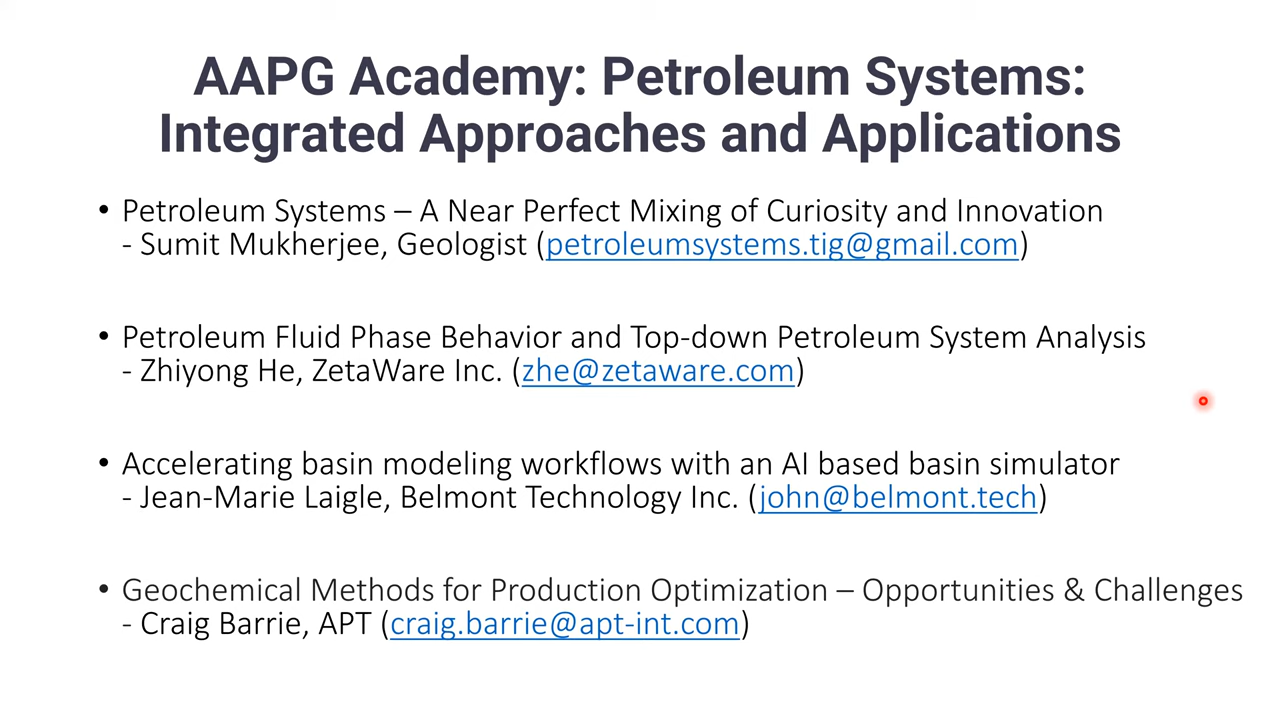 AAPG Academy: Petroleum Systems:
Integrated Approaches and Applications
• Petroleum Systems – A Near Perfect Mixing of Curiosity and Innovation
- Sumit Mukherjee, Geologist (petroleumsystems.tig@gmail.com)
• Petroleum Fluid Phase Behavior and Top-down Petroleum System Analysis
- Zhiyong He, ZetaWare Inc. (zhe@zetaware.com)
• Accelerating basin modeling workflows with an AI based basin simulator
- Jean-Marie Laigle, Belmont Technology Inc. (john@belmont.tech)
• Geochemical Methods for Production Optimization – Opportunities & Challenges
- Craig Barrie, APT (craig.barrie@apt-int.com)